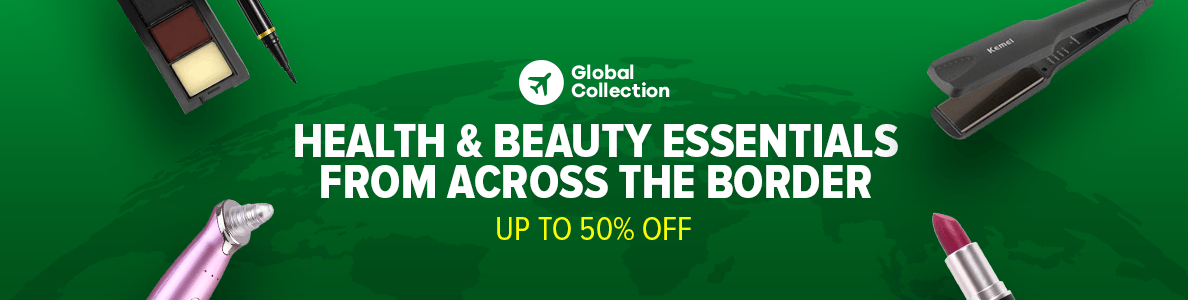 Global
Collection
Kemei
HEALTH & BEAUTY ESSENTIALS
FROM ACROSS THE BORDER
UP TO 50% OFF